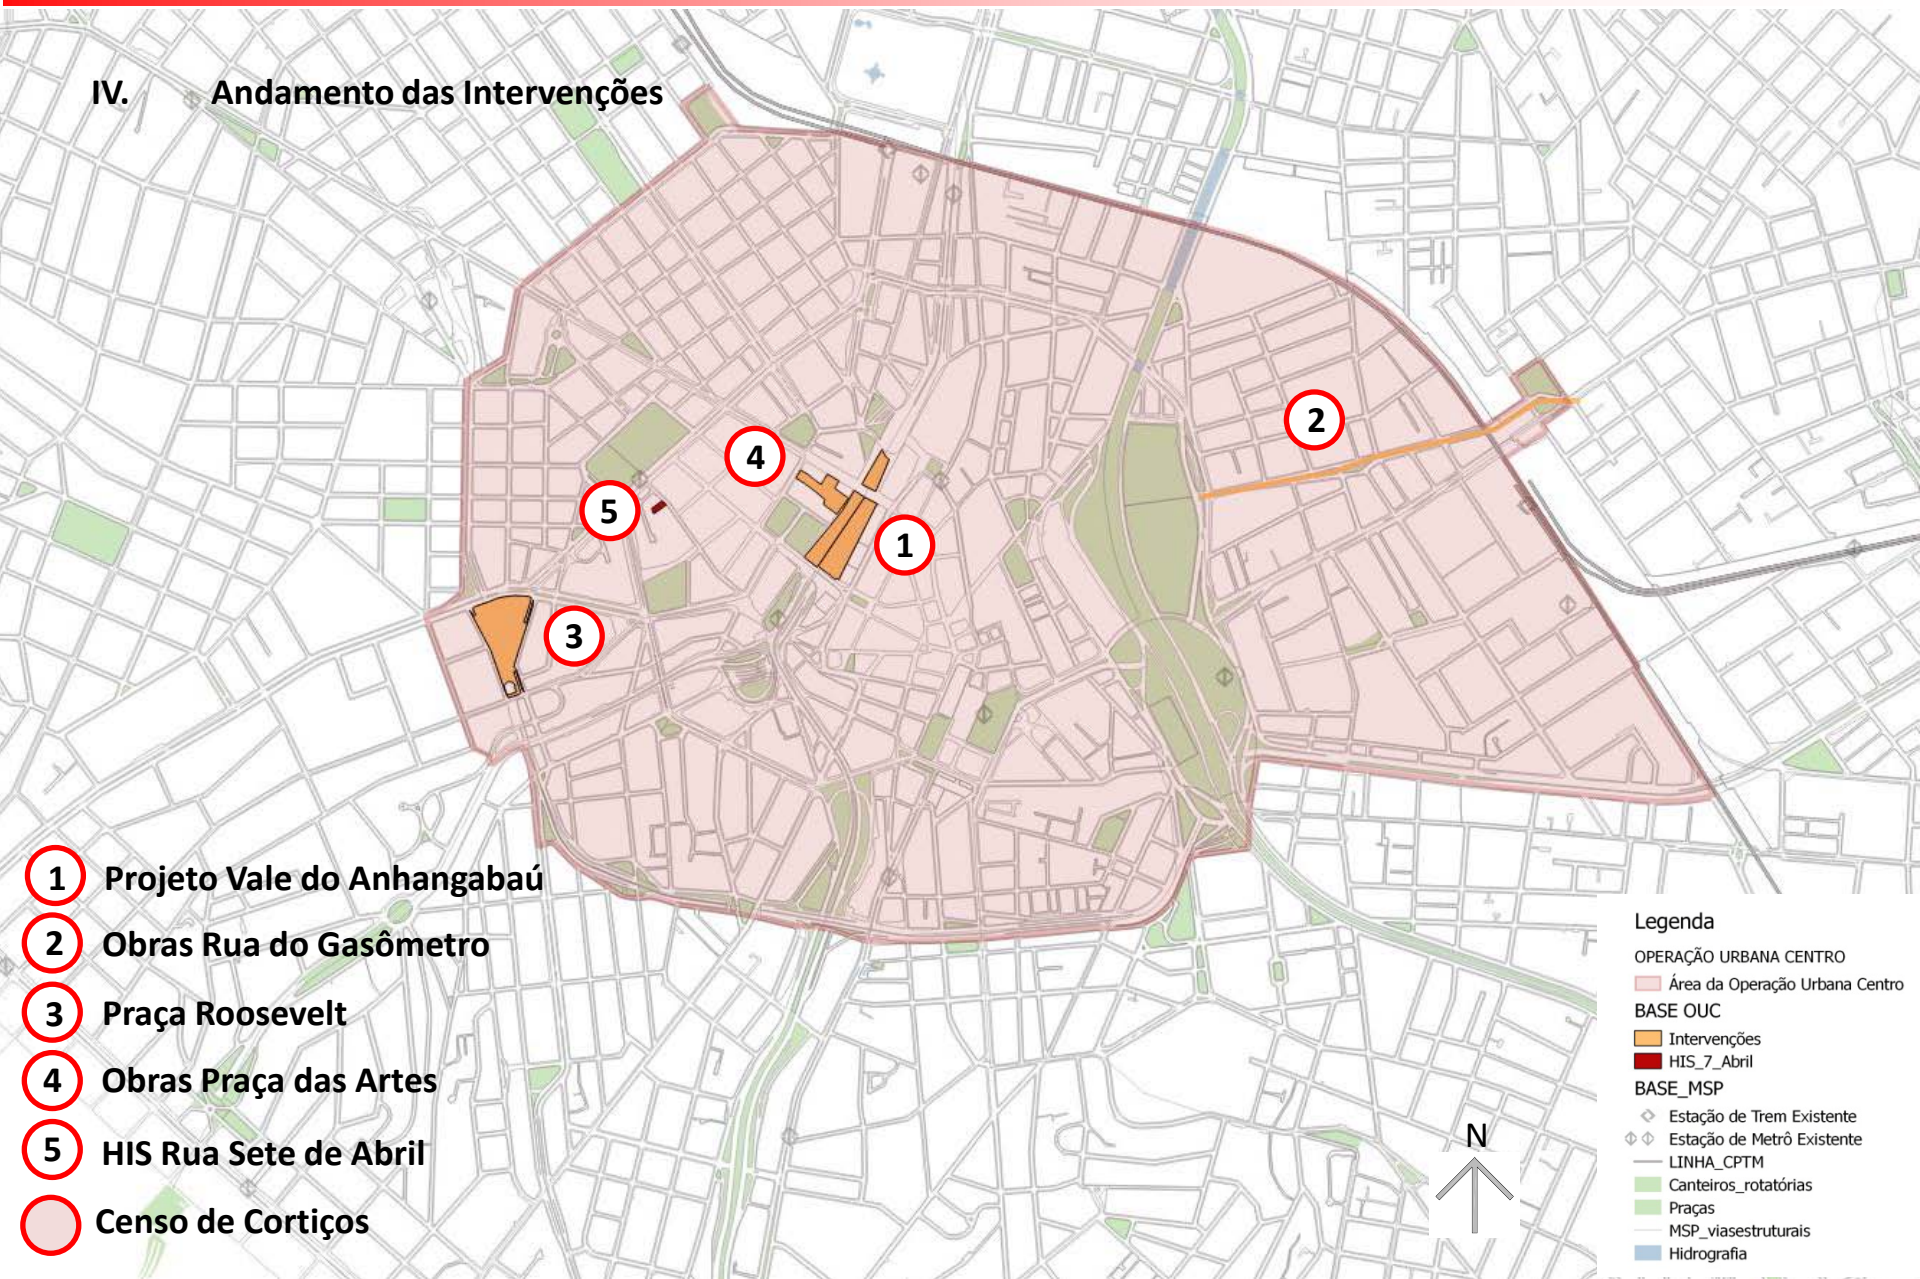 IV. Andamento das Intervenções
2
4
5
1
3
1 Projeto Vale do Anhangabaú
2 Obras Rua do Gasômetro
3 Praça Roosevelt
4 Obras Praça das Artes
5 HIS Rua Sete de Abril
Censo de Cortiços
N
Legenda
OPERAÇÃO URBANA CENTRO
Área da Operação Urbana Centro
BASE OUC
Intervenções
HIS_7_Abril
BASE_MSP
Estação de Trem Existente
Estação de Metrô Existente
LINHA_CPTM
Canteiros_rotatórias
Praças
MSP_viasestruturais
Hidrografia